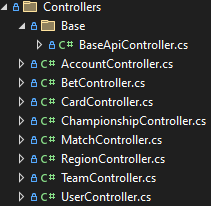 Controllers
Base
C# BaseApiController.cs
C# AccountController.cs
C# BetController.cs
C# CardController.cs
C# ChampionshipController.cs
C# MatchController.cs
C# RegionController.cs
C# TeamController.cs
C# UserController.cs